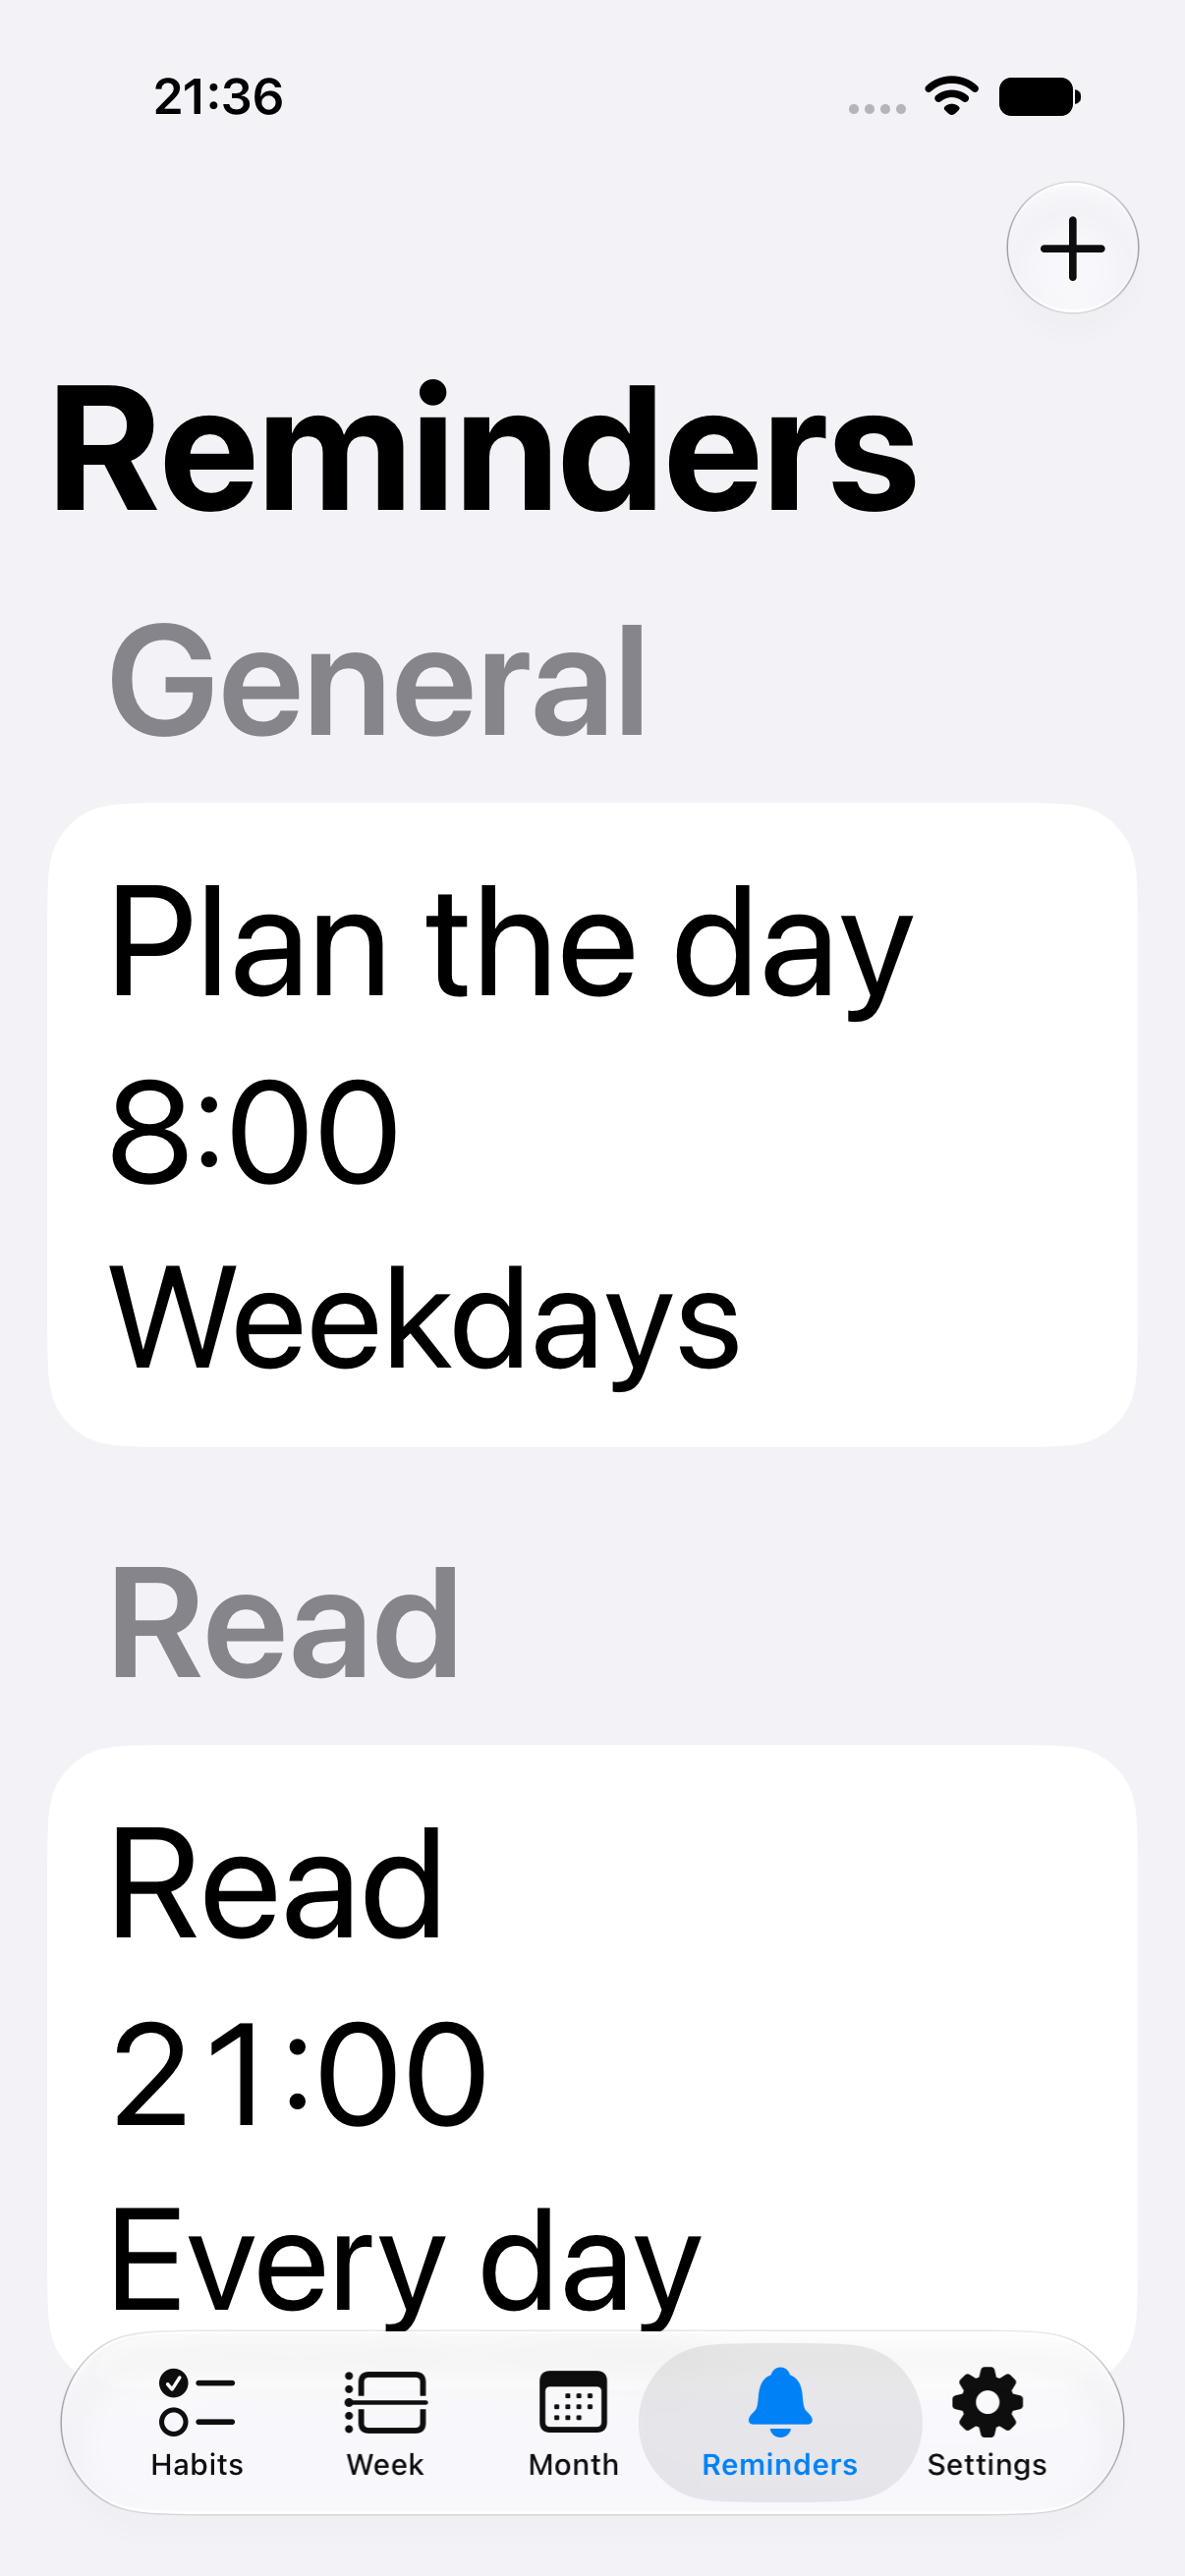 21:36
Reminders
General
Plan the day
8:00
Weekdays
Read
Read
21:00
Every day
Habits
Week
Month
Reminders
Settings